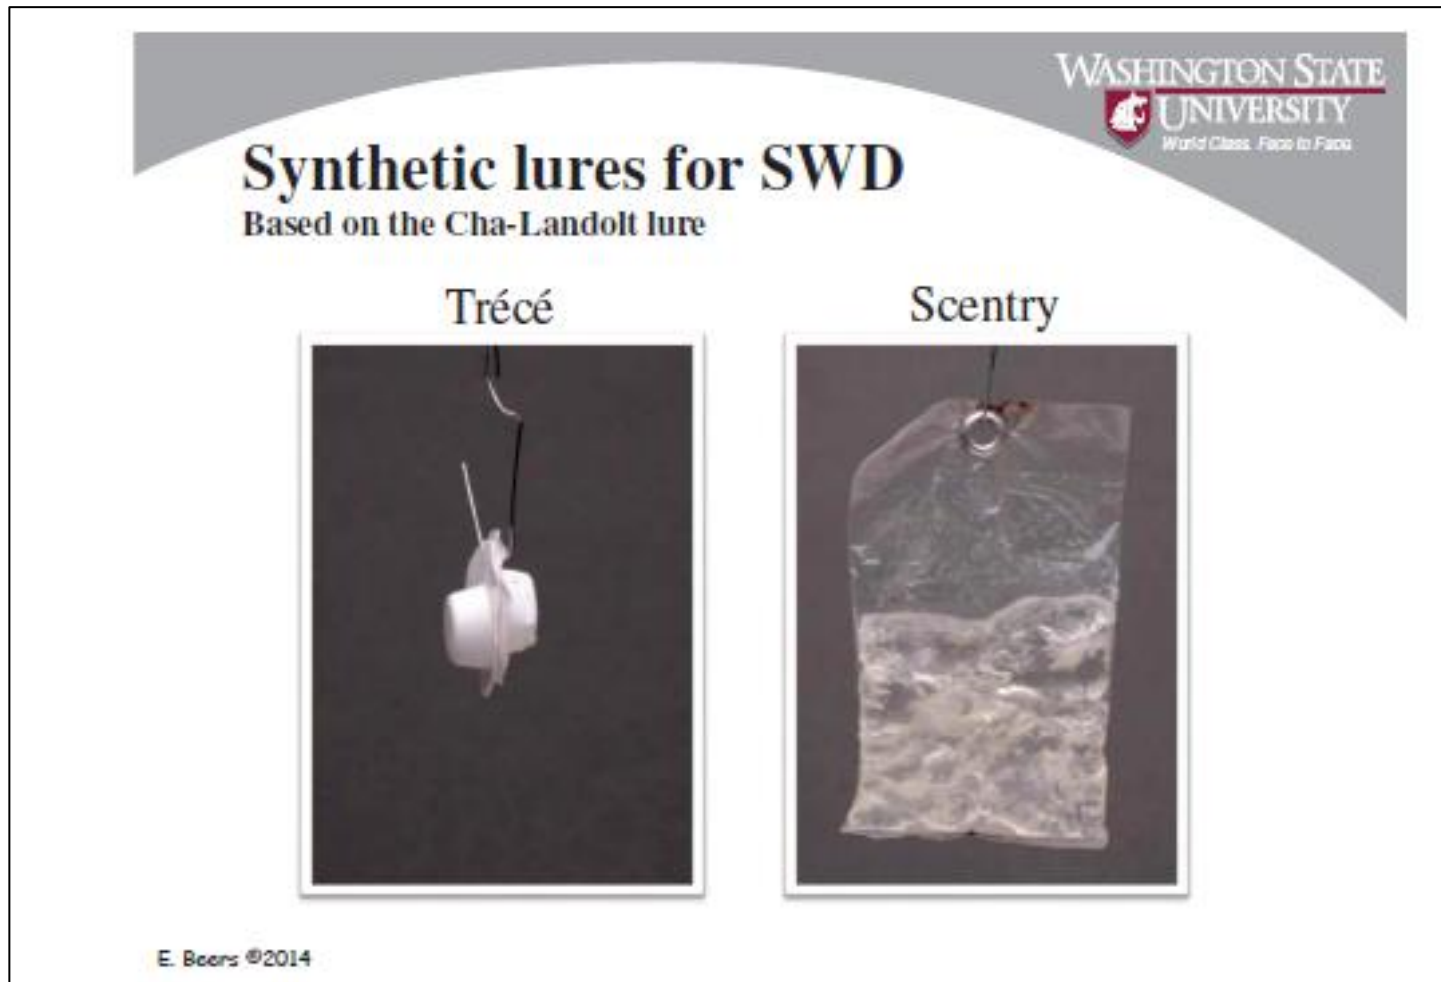 WASHINGTON STATE
UNIVERSITY
World Class. Face to Face.
Synthetic lures for SWD
Based on the Cha-Landolt lure
Trécé
Scentry
E. Beers ©2014